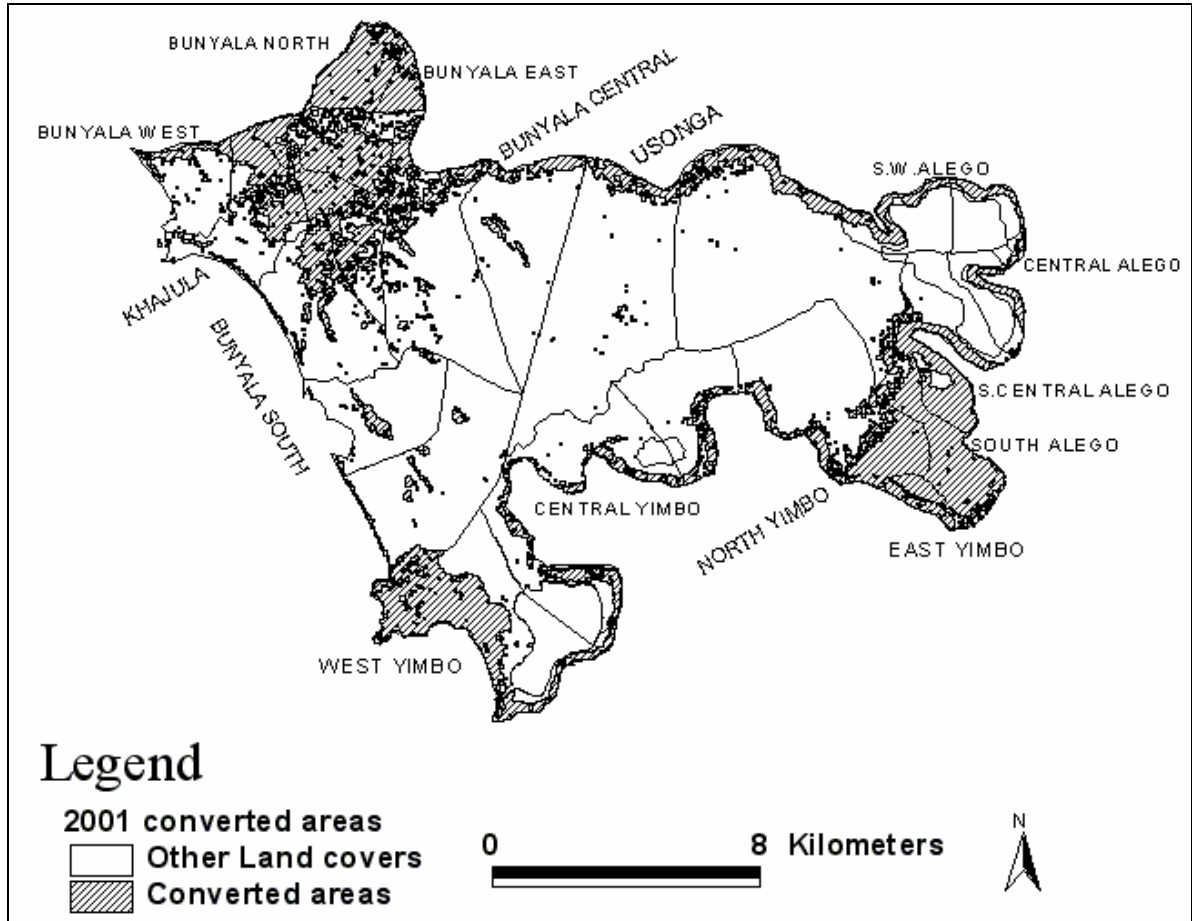 BUNYALA NORTH
BUNYALA EAST
BUNYALA CENTRAL
BUNYALA WEST
USONGA
S.W.ALEGO
CENTRAL ALEGO
KHAJULA
BUNYALA SOUTH
S.CENTRAL ALEGO
SOUTH ALEGO
CENTRAL YIMBO
NORTH YIMBO
EAST YIMBO
WEST YIMBO
Legend
2001 converted areas
Other Land covers
Converted areas
0 8 Kilometers
N